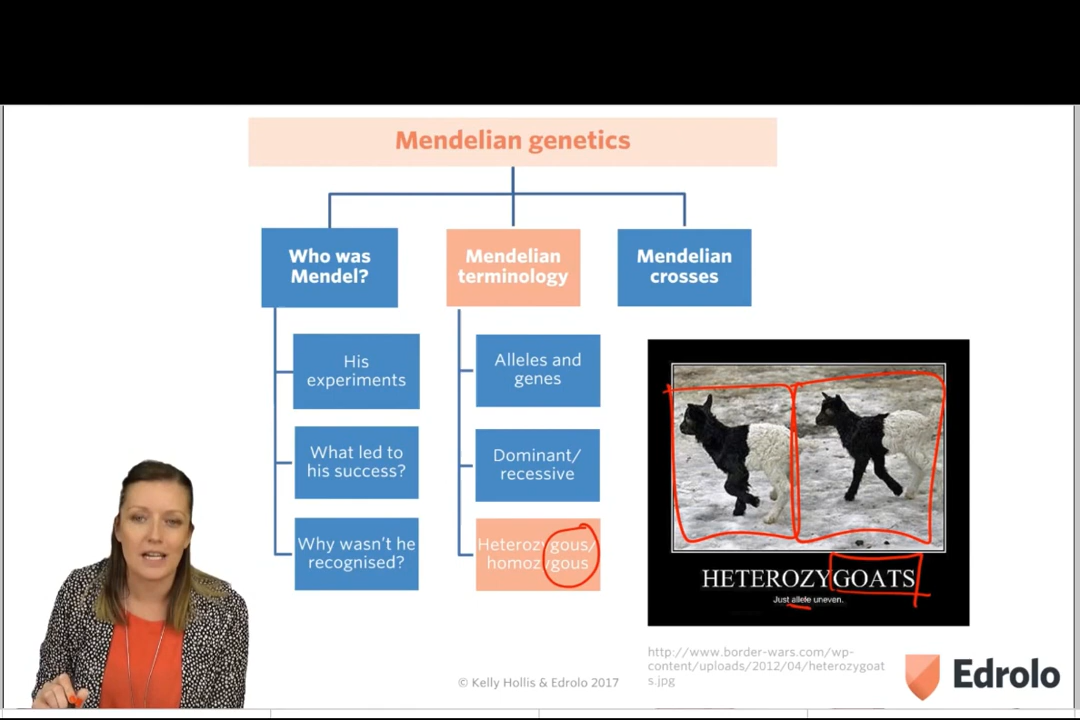 Mendelian genetics
Who was
Mendel?
Mendelian
terminology
Mendelian
crosses
His
experiments
Alleles and
genes
What led to
his success?
Dominant/
recessive
Why wasn't he
recognised?
Heterozygous/
homozygous
HETEROZYGOATS
Just allele uneven.
http://www.border-wars.com/wp-
content/uploads/2012/04/heterozygoat
s.jpg
© Kelly Hollis & Edrolo 2017
Edrolo